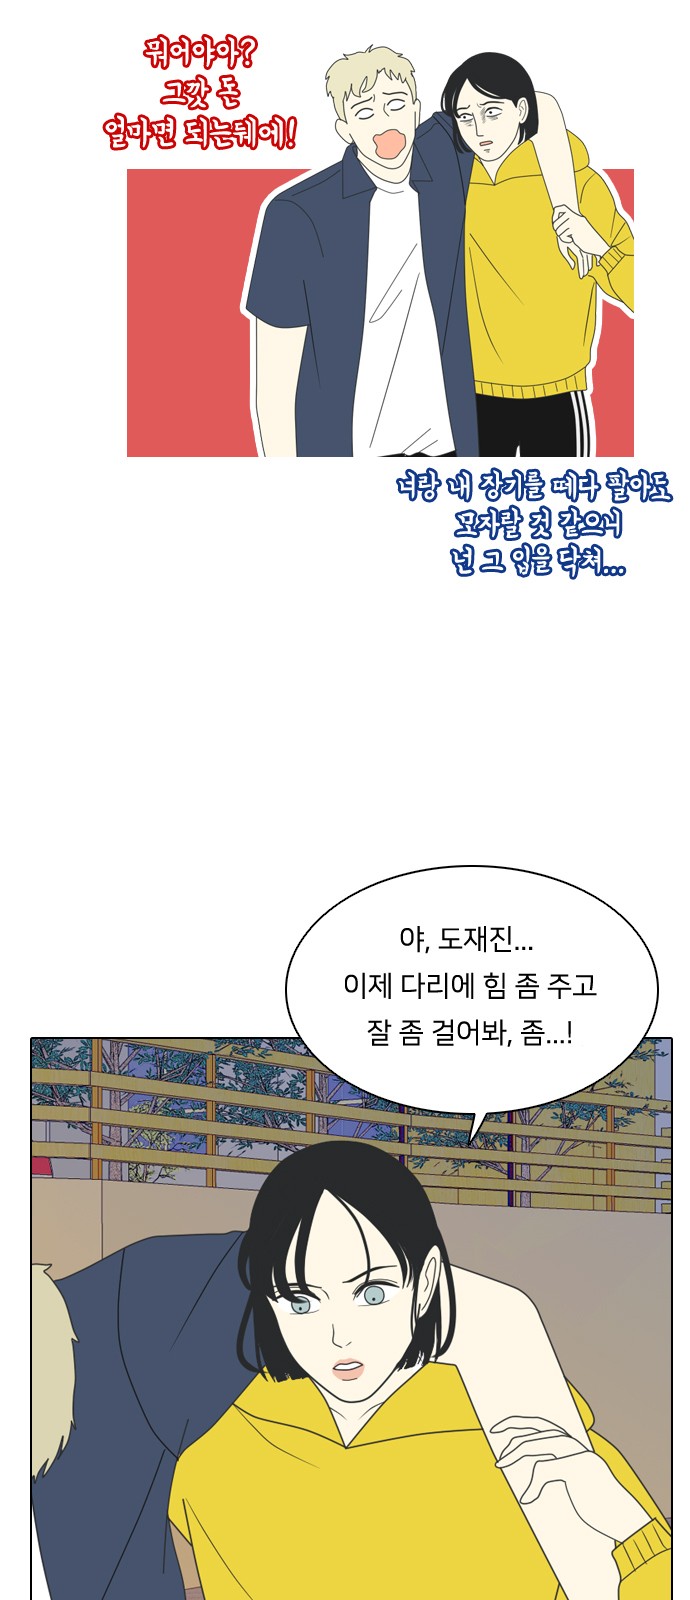 뭐어야아?
그깟 돈
얼마면 되는뒈에!
너랑 내 장기를 떼다 팔아도
모자랄 것 같으니
넌 그 입을 닥쳐...
야, 도재진...
이제 다리에 힘 좀 주고
잘 좀 걸어봐, 좀...!